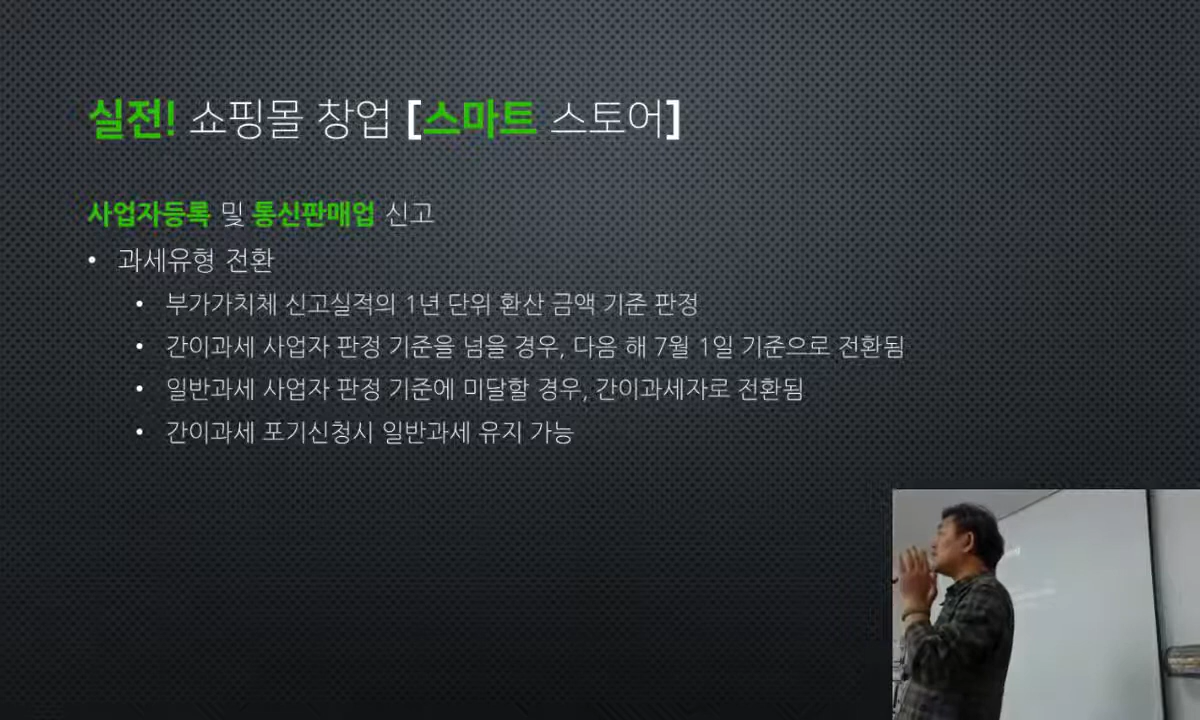 실전! 쇼핑몰 창업 [스마트 스토어]
사업자등록 및 통신판매업 신고
• 과세유형 전환
• 부가가치체 신고실적의 1년 단위 환산 금액 기준 판정
• 간이과세 사업자 판정 기준을 넘을 경우, 다음 해 7월 1일 기준으로 전환됨
• 일반과세 사업자 판정 기준에 미달할 경우, 간이과세자로 전환됨
• 간이과세 포기신청시 일반과세 유지 가능